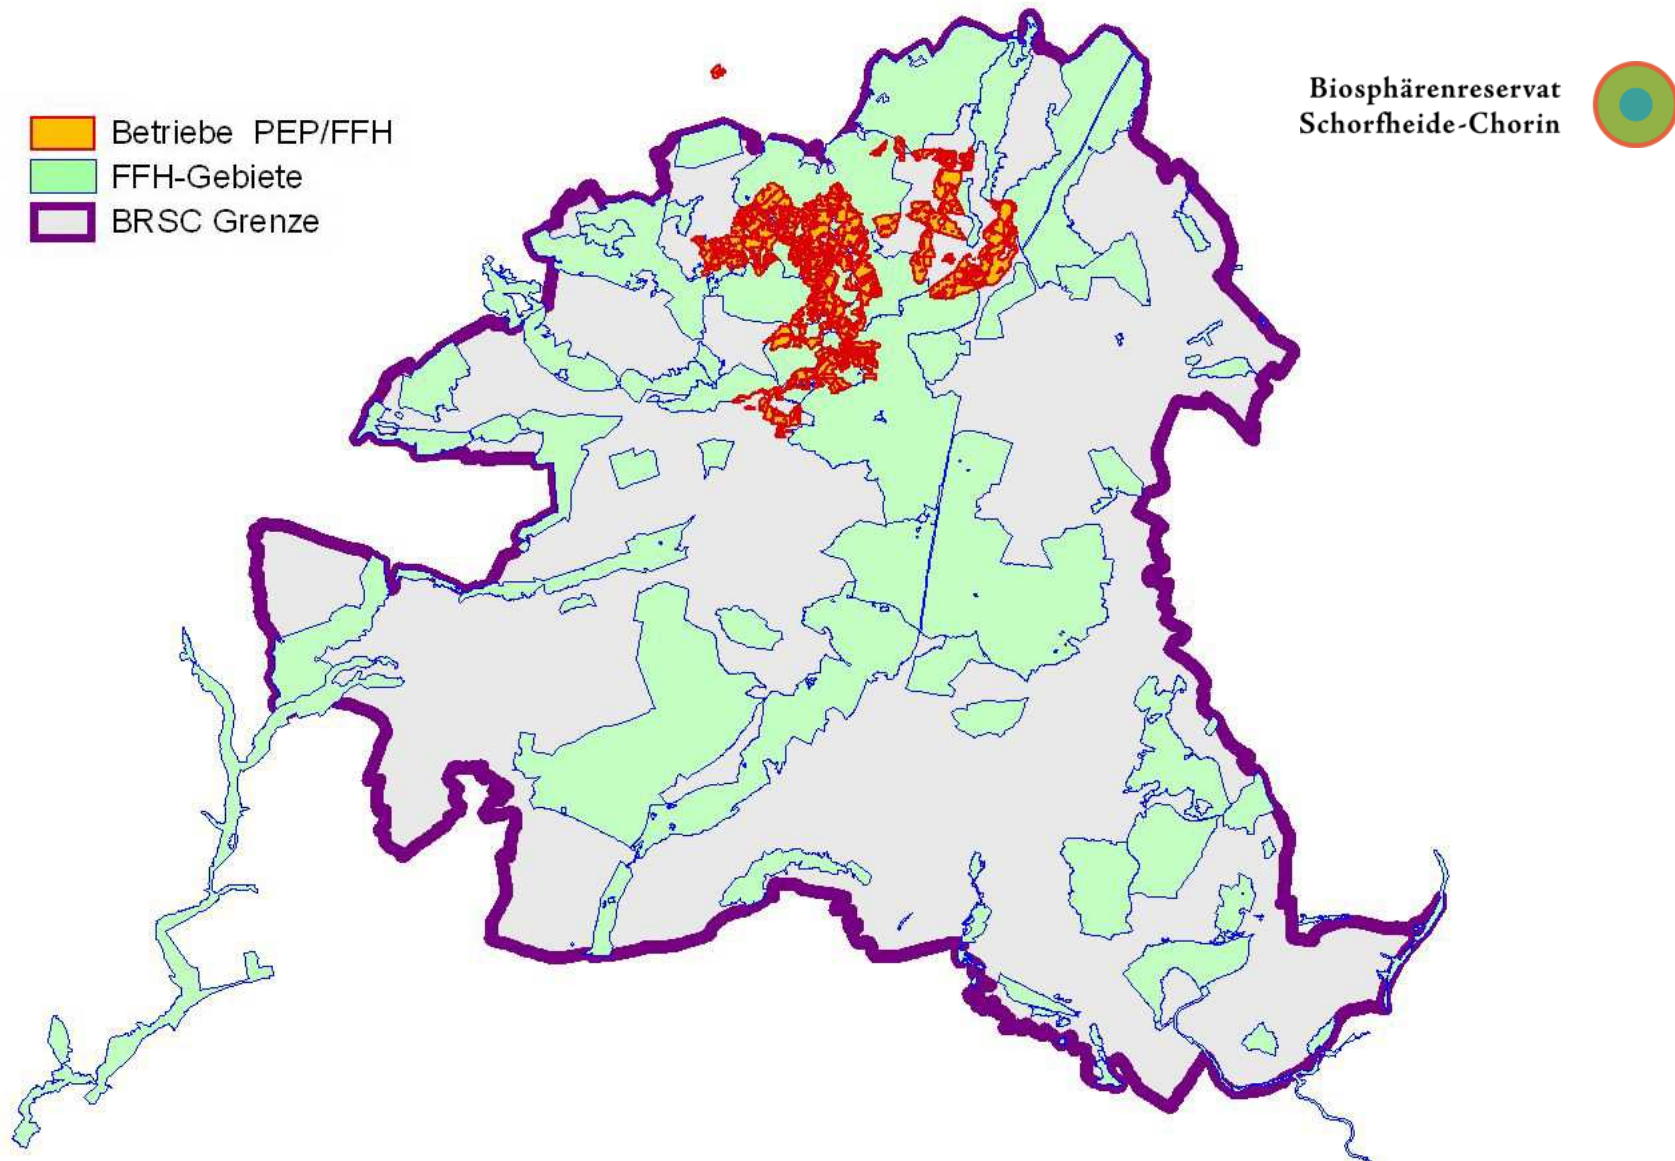 Biosphärenreservat
Schorfheide-Chorin
Betriebe PEP/FFH
FFH-Gebiete
BRSC Grenze